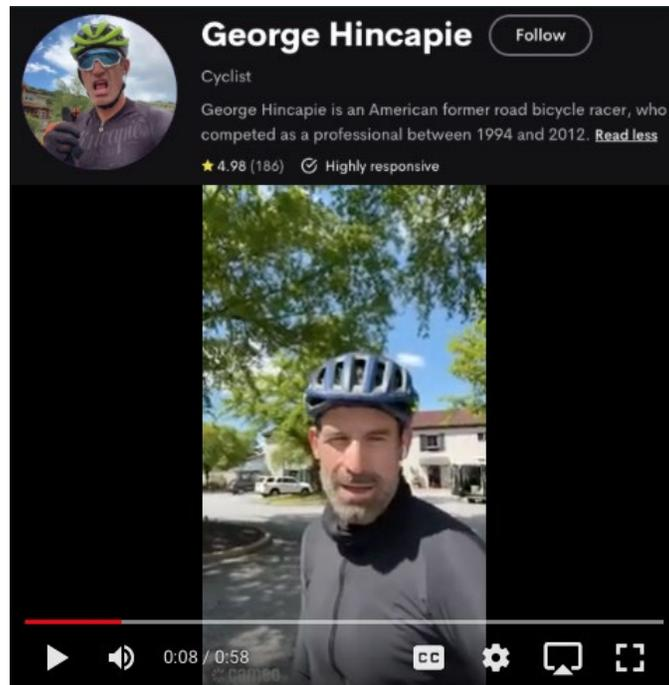 George Hincapie
Follow
Cyclist
George Hincapie is an American former road bicycle racer, who
competed as a professional between 1994 and 2012. Read less
4.98 (186)
Highly responsive
0:08 / 0:58
CC
cameo